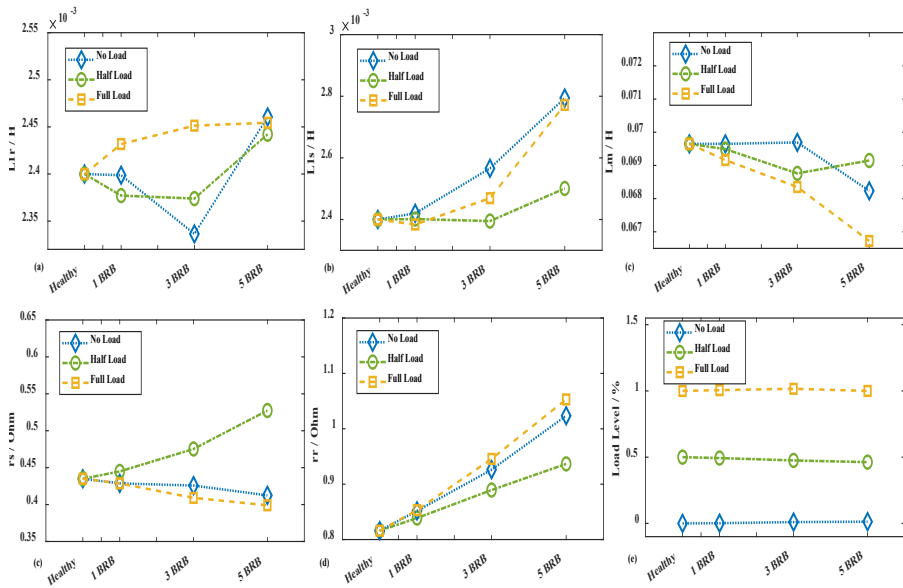 ×10⁻³
2.55
2.5
2.45
2.4
2.35
L1r / H
No Load
Half Load
Full Load
(a)
Healthy
1 BRB
3 BRB
5 BRB
×10⁻³
3
2.8
2.6
2.4
L1s / H
No Load
Half Load
Full Load
(b)
Healthy
1 BRB
3 BRB
5 BRB
0.072
0.071
0.07
0.069
0.068
0.067
Lm / H
No Load
Half Load
Full Load
(c)
Healthy
1 BRB
3 BRB
5 BRB
0.65
0.6
0.55
0.5
0.45
0.4
0.35
rs / Ohm
No Load
Half Load
Full Load
(c)
Healthy
1 BRB
3 BRB
5 BRB
1.2
1.1
1
0.9
0.8
rr / Ohm
No Load
Half Load
Full Load
(d)
Healthy
1 BRB
3 BRB
5 BRB
1.5
1
0.5
0
Load Level / %
No Load
Half Load
Full Load
(e)
Healthy
1 BRB
3 BRB
5 BRB